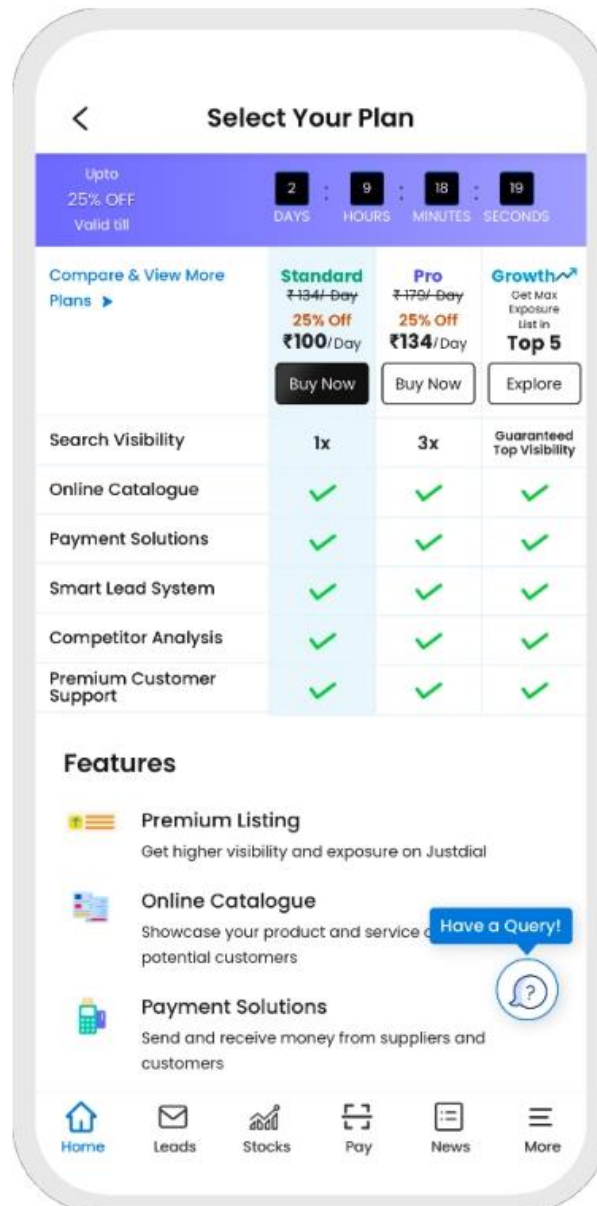 Select Your Plan
Upto
25% OFF
Valid till
2 : 9 : 18 : 19
DAYS HOURS MINUTES SECONDS
Compare & View More
Plans
Standard
₹134/ Day
25% Off
₹100/Day
Buy Now
Pro
₹179/ Day
25% Off
₹134/Day
Buy Now
Growth
Get Max
Exposure
List in
Top 5
Explore
Search Visibility 1x 3x Guaranteed
Top Visibility
Online Catalogue
Payment Solutions
Smart Lead System
Competitor Analysis
Premium Customer
Support
Features
Premium Listing
Get higher visibility and exposure on Justdial
Online Catalogue
Showcase your product and service
potential customers
Have a Query!
?
Payment Solutions
Send and receive money from suppliers and
customers
Home Leads Stocks Pay News More